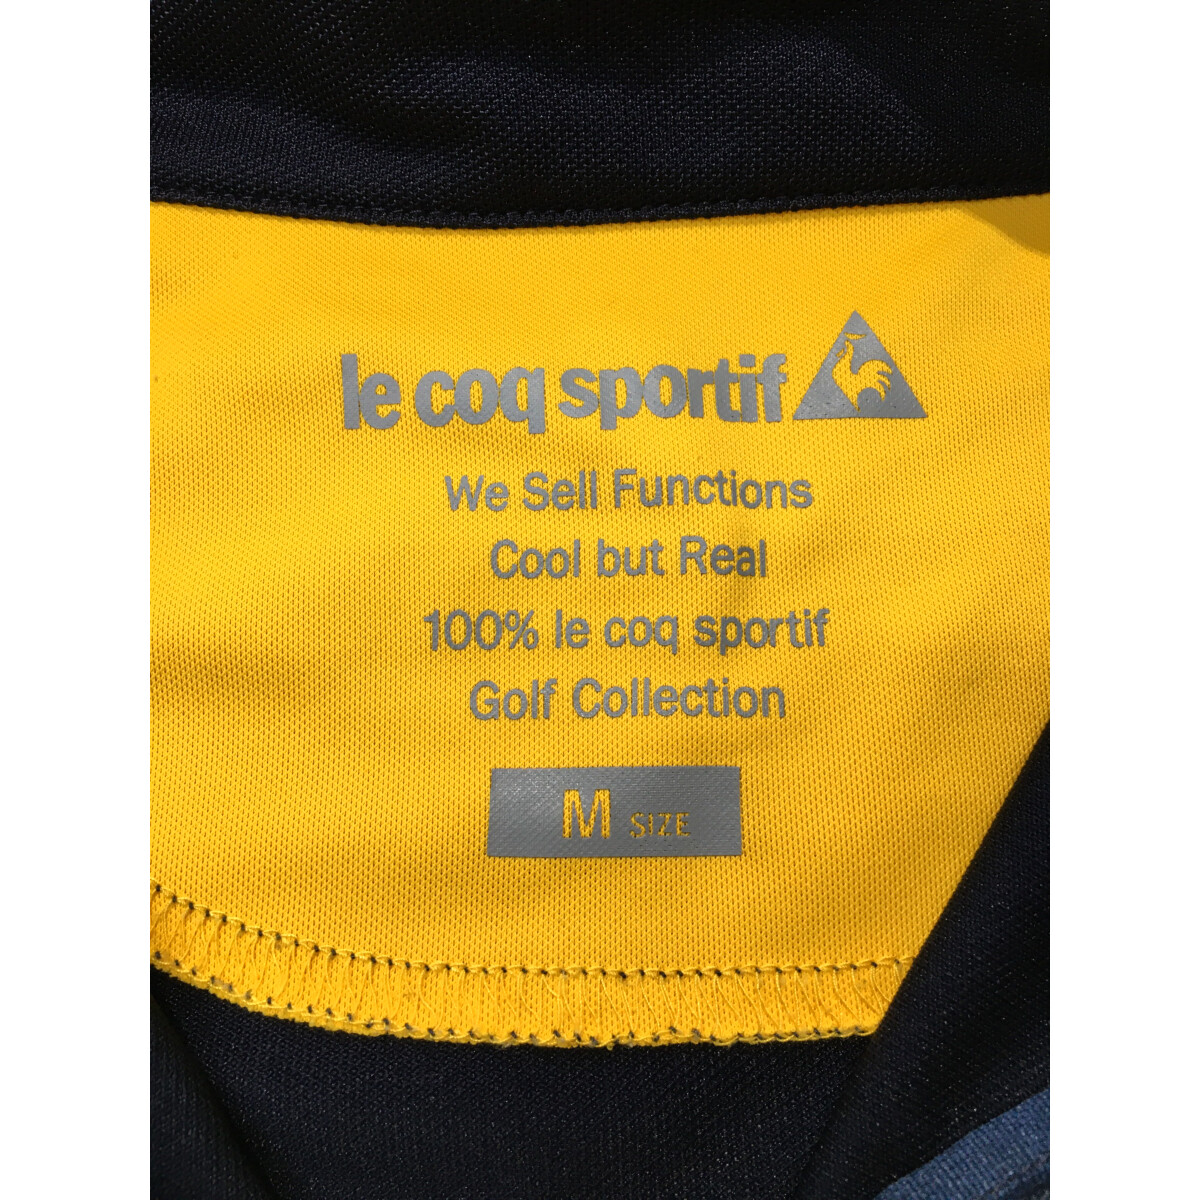 le coq sportif
We Sell Functions
Cool but Real
100% le coq sportif
Golf Collection
M SIZE